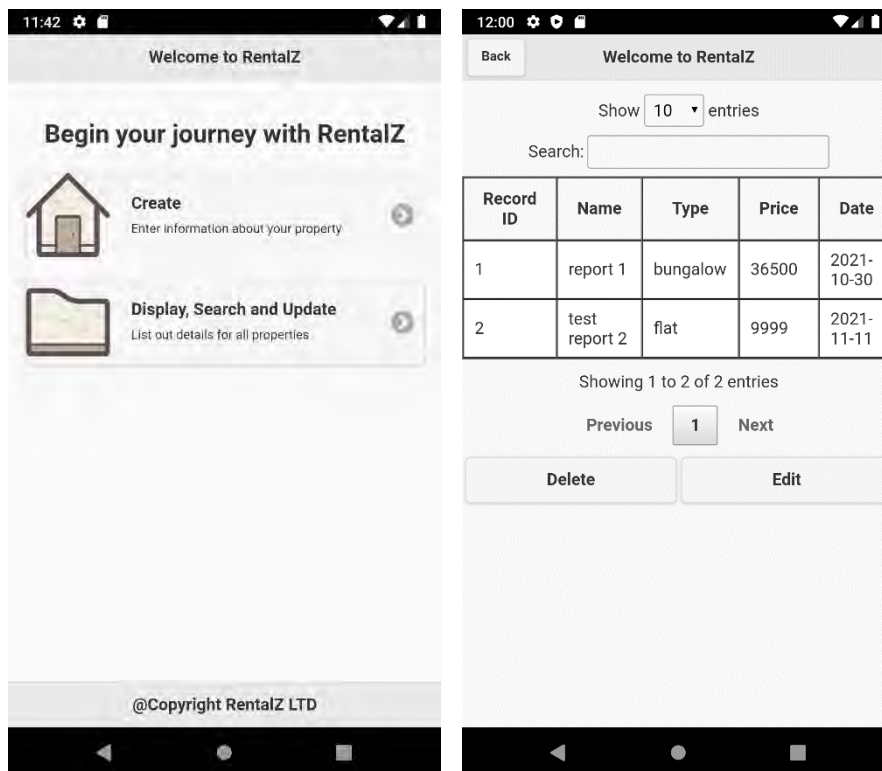 11:42
Welcome to RentalZ
Begin your journey with RentalZ
Create
Enter information about your property
Display, Search and Update
List out details for all properties
@Copyright RentalZ LTD
12:00
Back Welcome to RentalZ
Show 10 entries
Search:
Record ID Name Type Price Date
1 report 1 bungalow 36500 2021-10-30
2 test report 2 flat 9999 2021-11-11
Showing 1 to 2 of 2 entries
Previous 1 Next
Delete Edit